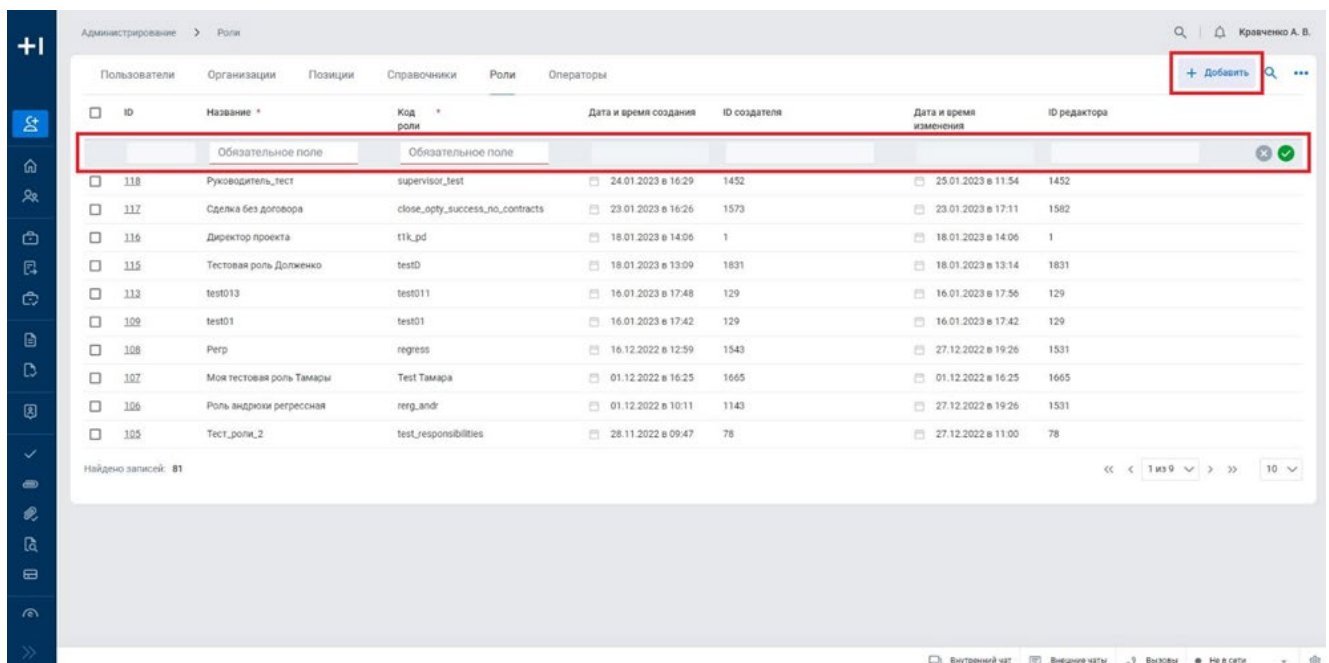 Администрирование > Роли
Кравченко А. В.
Пользователи Организации Позиции Справочники Роли Операторы
+ Добавить
ID Название * Код роли * Дата и время создания ID создателя Дата и время изменения ID редактора
Обязательное поле Обязательное поле
118 Руководитель_тест supervisor_test 24.01.2023 в 16:29 1452 25.01.2023 в 11:54 1452
117 Сделка без договора close_opty_success_no_contracts 23.01.2023 в 16:26 1573 23.01.2023 в 17:11 1582
116 Директор проекта t1k_pd 18.01.2023 в 14:06 1 18.01.2023 в 14:06 1
115 Тестовая роль Долженко testD 18.01.2023 в 13:09 1831 18.01.2023 в 13:14 1831
113 test013 test011 16.01.2023 в 17:48 129 16.01.2023 в 17:56 129
109 test01 test01 16.01.2023 в 17:42 129 16.01.2023 в 17:42 129
108 Регр regress 16.12.2022 в 12:59 1543 27.12.2022 в 19:26 1531
107 Моя тестовая роль Тамары Test Тамара 01.12.2022 в 16:25 1665 01.12.2022 в 16:25 1665
106 Роль андрюхи регрессная rerg_andr 01.12.2022 в 10:11 1143 27.12.2022 в 19:26 1531
105 Тест_роли_2 test_responsibilities 28.11.2022 в 09:47 78 27.12.2022 в 11:00 78
Найдено записей: 81
<< < 1 из 9 > >> 10
Внутренний чат Внешние чаты Вызовы Не в сети